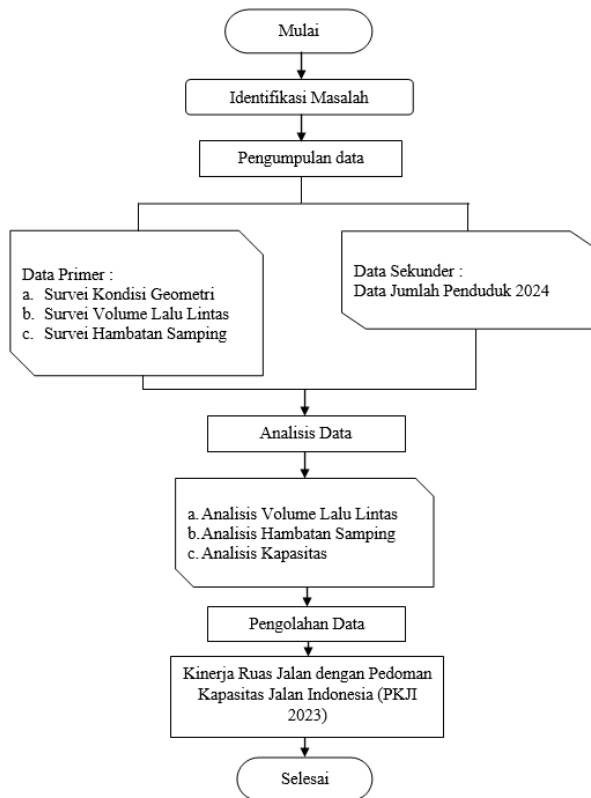 Mulai
Identifikasi Masalah
Pengumpulan data
Data Primer :
a. Survei Kondisi Geometri
b. Survei Volume Lalu Lintas
c. Survei Hambatan Samping
Data Sekunder :
Data Jumlah Penduduk 2024
Analisis Data
a. Analisis Volume Lalu Lintas
b. Analisis Hambatan Samping
c. Analisis Kapasitas
Pengolahan Data
Kinerja Ruas Jalan dengan Pedoman
Kapasitas Jalan Indonesia (PKJI
2023)
Selesai